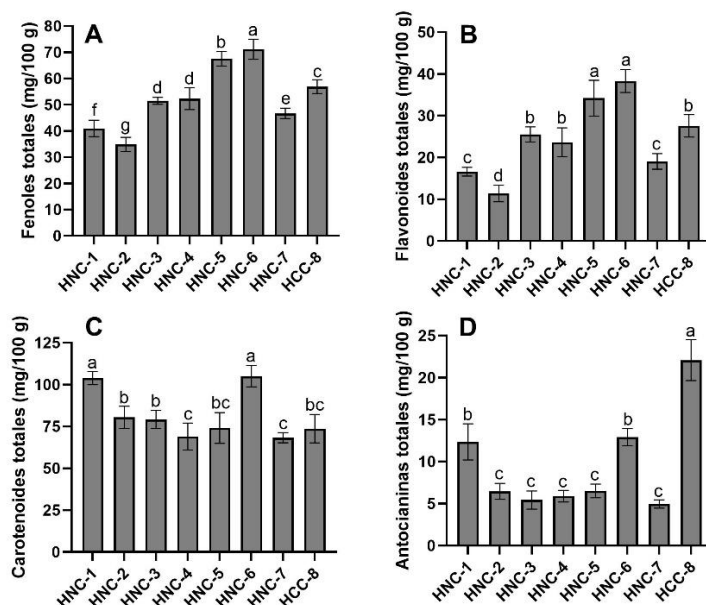 A
Fenoles totales (mg/100 g)
80
70
60
50
40
30
20
10
0
f
g
d
d
b
a
e
c
HNC-1
HNC-2
HNC-3
HNC-4
HNC-5
HNC-6
HNC-7
HCC-8
B
Flavonoides totales (mg/100 g)
50
40
30
20
10
0
c
d
b
b
a
a
c
b
HNC-1
HNC-2
HNC-3
HNC-4
HNC-5
HNC-6
HNC-7
HCC-8
C
Carotenoides totales (mg/100 g)
125
100
75
50
25
0
a
b
b
c
bc
a
c
bc
HNC-1
HNC-2
HNC-3
HNC-4
HNC-5
HNC-6
HNC-7
HCC-8
D
Antocianinas totales (mg/100 g)
25
20
15
10
5
0
b
c
c
c
c
b
c
a
HNC-1
HNC-2
HNC-3
HNC-4
HNC-5
HNC-6
HNC-7
HCC-8